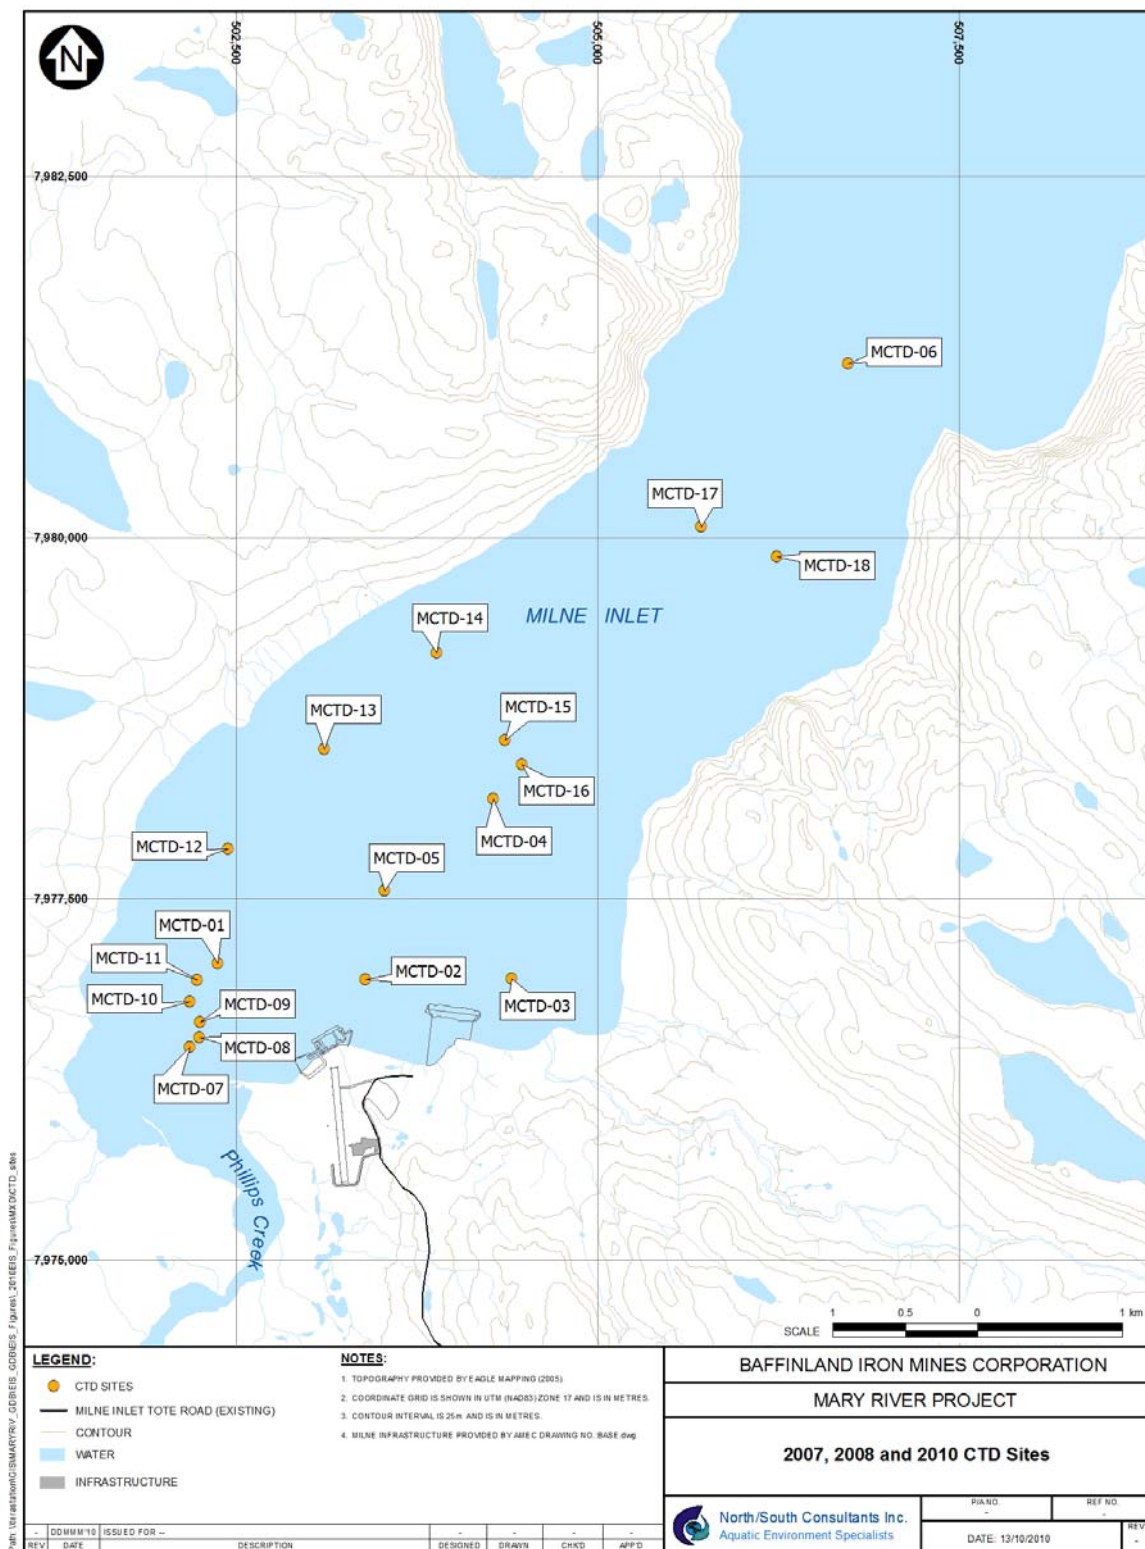 N
502,500
505,000
507,500
7,982,500
MCTD-06
MCTD-17
7,980,000
MCTD-18
MCTD-14
MILNE INLET
MCTD-15
MCTD-13
MCTD-16
MCTD-04
MCTD-12
MCTD-05
7,977,500
MCTD-01
MCTD-11
MCTD-02
MCTD-10
MCTD-09
MCTD-03
MCTD-08
MCTD-07
Phillips Creek
7,975,000
1 0.5 0 1 km
SCALE
LEGEND:
CTD SITES
MILNE INLET TOTE ROAD (EXISTING)
CONTOUR
WATER
INFRASTRUCTURE
NOTES:
1. TOPOGRAPHY PROVIDED BY EAGLE MAPPING (2005).
2. COORDINATE GRID IS SHOWN IN UTM (NAD83) ZONE 17 AND IS IN METRES.
3. CONTOUR INTERVAL IS 25m AND IS IN METRES.
4. MILNE INFRASTRUCTURE PROVIDED BY AMEC DRAWING NO. BASE.dwg
BAFFINLAND IRON MINES CORPORATION
MARY RIVER PROJECT
2007, 2008 and 2010 CTD Sites
North/South Consultants Inc.
Aquatic Environment Specialists
P/A NO.
-
REF NO.
-
DATE: 13/10/2010
REV
-
- DDMMM'10 ISSUED FOR -- - - - -
REV DATE DESCRIPTION DESIGNED DRAWN CHK'D APP'D